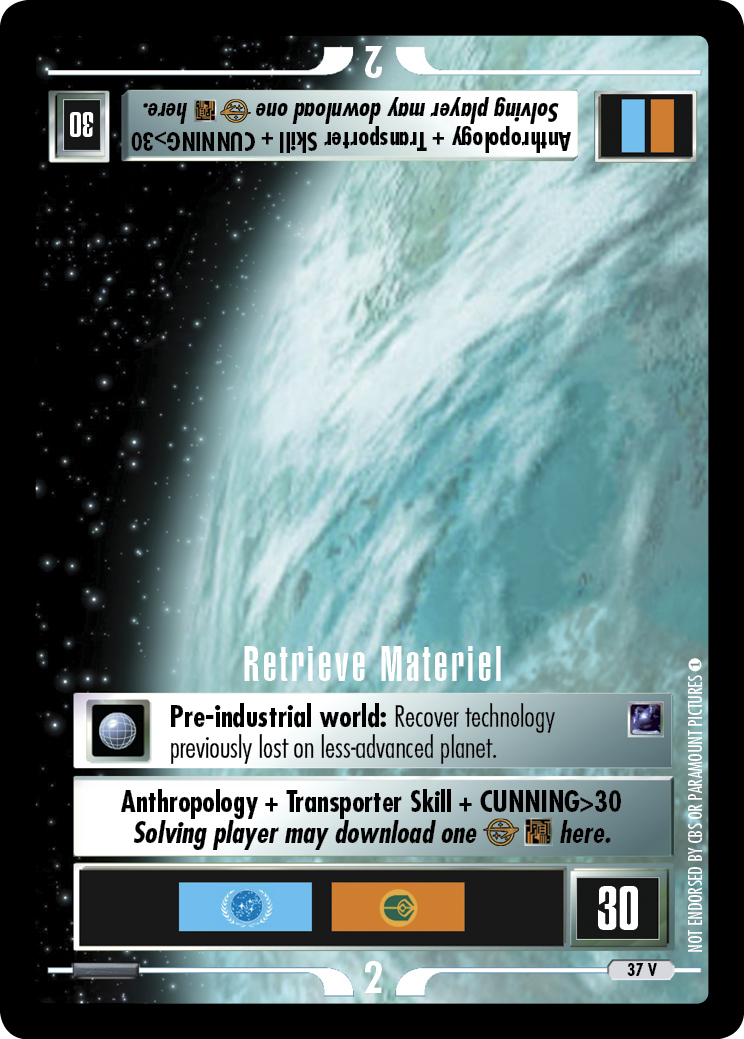 2
30
Anthropology + Transporter Skill + CUNNING>30
Solving player may download one here.
Retrieve Materiel
Pre-industrial world: Recover technology
previously lost on less-advanced planet.
Anthropology + Transporter Skill + CUNNING>30
Solving player may download one here.
30
2
37 V
NOT ENDORSED BY CBS OR PARAMOUNT PICTURES 1